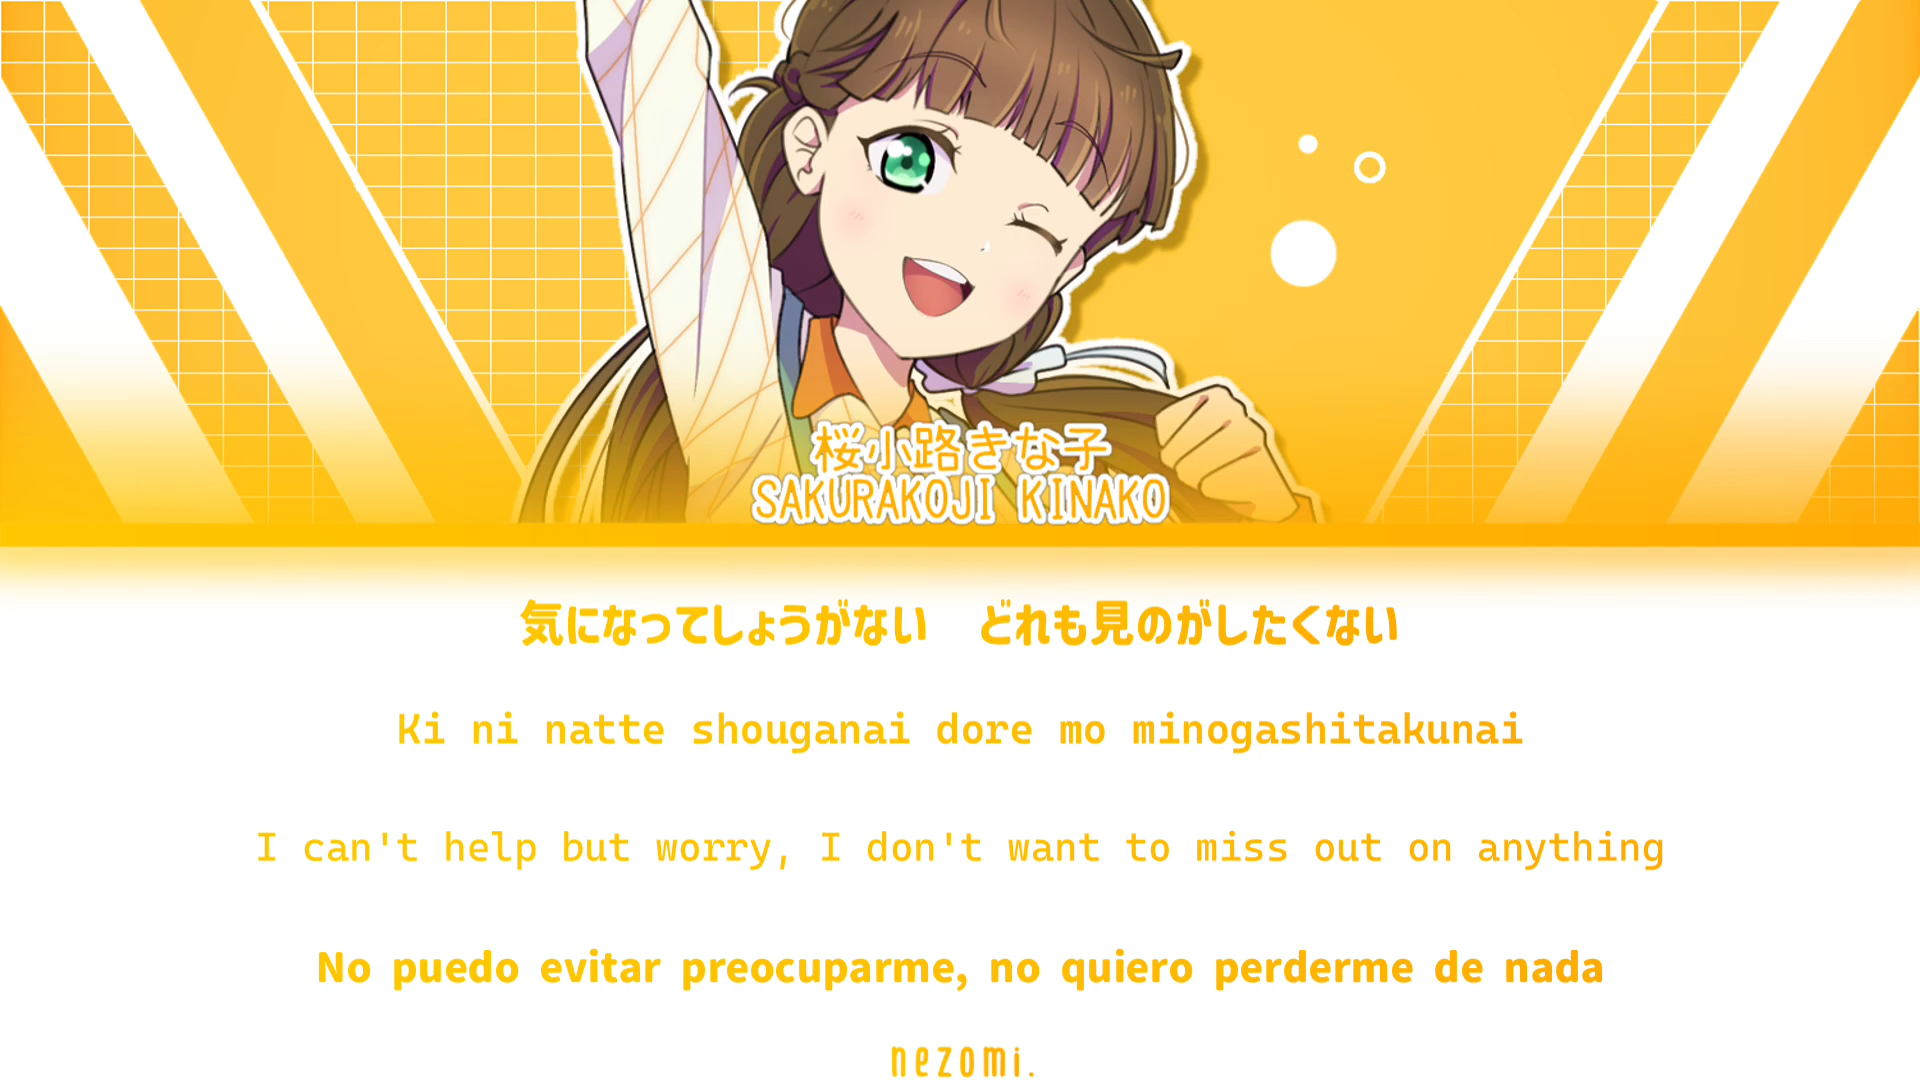 桜小路きな子
SAKURAKOJI KINAKO
気になってしょうがない　どれも見のがしたくない
Ki ni natte shouganai dore mo minogashitakunai
I can't help but worry, I don't want to miss out on anything
No puedo evitar preocuparme, no quiero perderme de nada
nezomi.